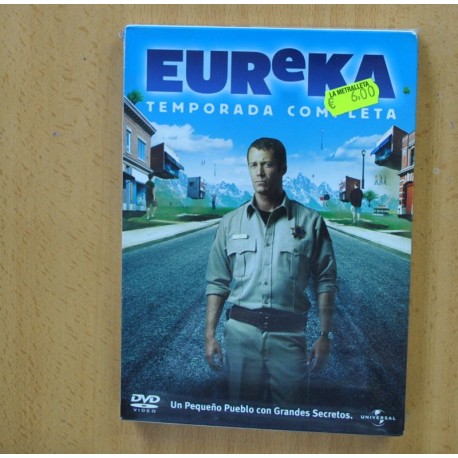 EUReKA
LA METRALLETA
€ 6,00
TEMPORADA COMPLETA
DVD
VIDEO
Un Pequeño Pueblo con Grandes Secretos.
UNIVERSAL